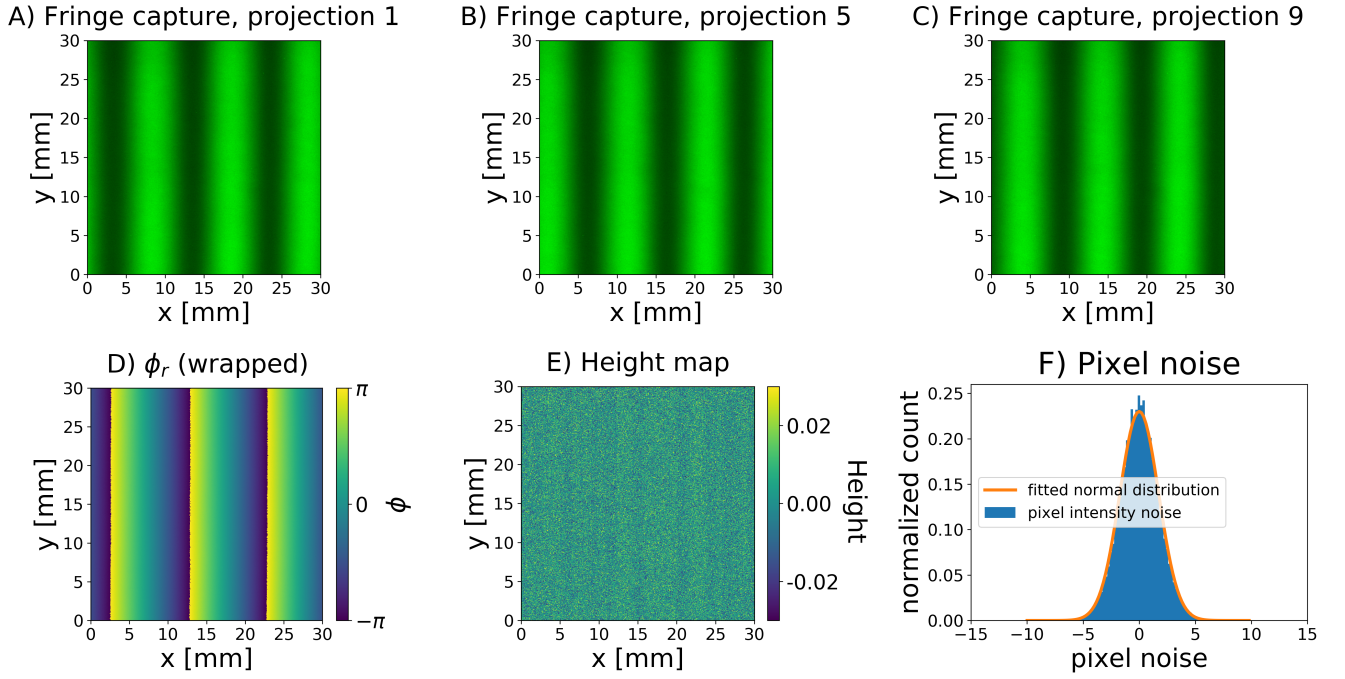 A) Fringe capture, projection 1
B) Fringe capture, projection 5
C) Fringe capture, projection 9
30
25
20
15
10
5
0
y [mm]
0 5 10 15 20 25 30
x [mm]
30
25
20
15
10
5
0
y [mm]
0 5 10 15 20 25 30
x [mm]
30
25
20
15
10
5
0
y [mm]
0 5 10 15 20 25 30
x [mm]
D) ϕr (wrapped)
30
25
20
15
10
5
0
y [mm]
0 5 10 15 20 25 30
x [mm]
π
0
−π
ϕ
E) Height map
30
25
20
15
10
5
0
y [mm]
0 5 10 15 20 25 30
x [mm]
0.02
0.00
-0.02
Height
F) Pixel noise
0.25
0.20
0.15
0.10
0.05
0.00
normalized count
fitted normal distribution
pixel intensity noise
−15 −10 −5 0 5 10 15
pixel noise